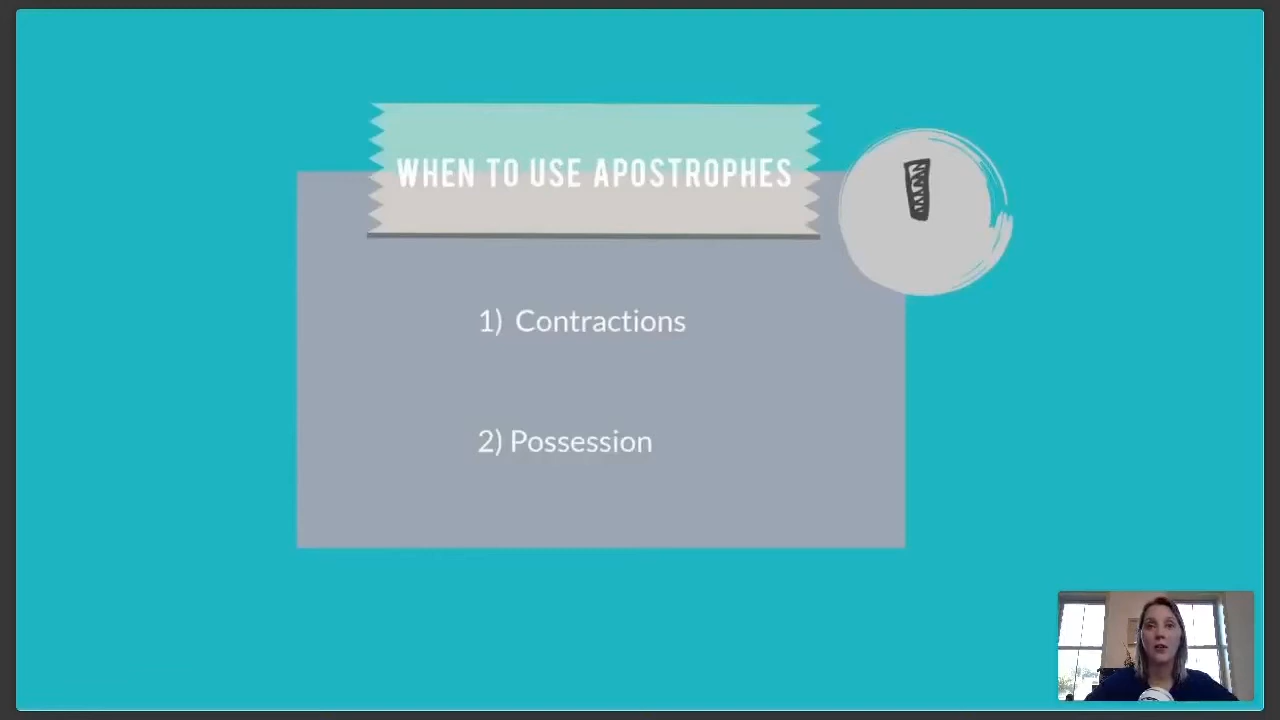 WHEN TO USE APOSTROPHES
1) Contractions
2) Possession